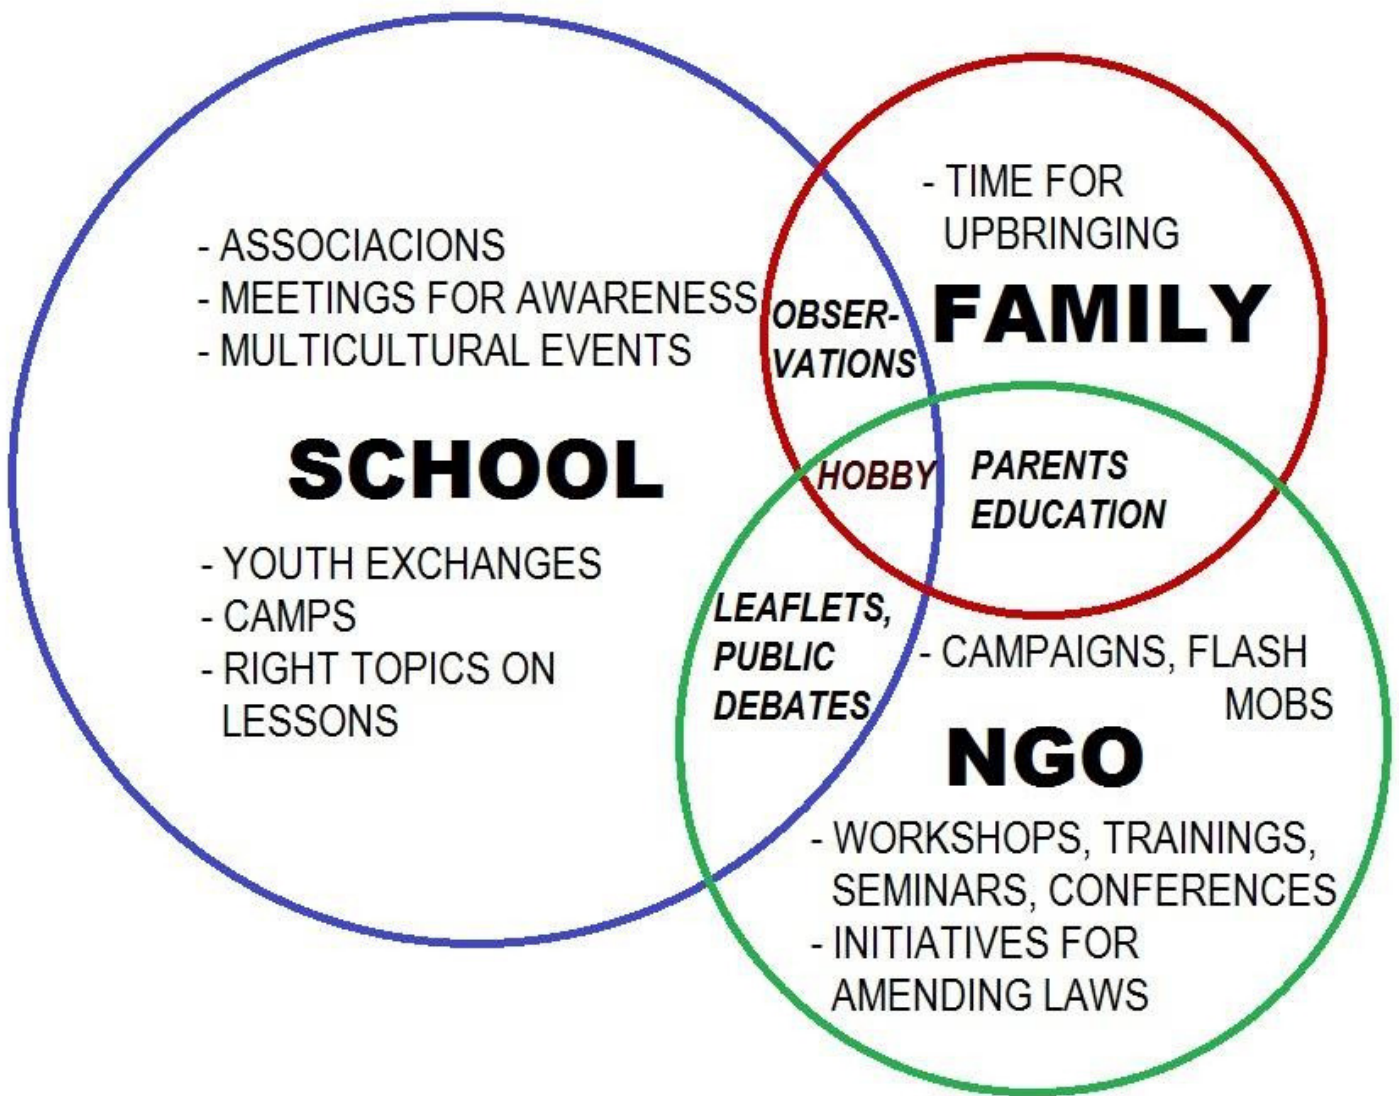 - ASSOCIACIONS
- MEETINGS FOR AWARENESS
- MULTICULTURAL EVENTS
SCHOOL
- YOUTH EXCHANGES
- CAMPS
- RIGHT TOPICS ON
LESSONS
- TIME FOR
UPBRINGING
FAMILY
OBSER-
VATIONS
HOBBY
PARENTS
EDUCATION
LEAFLETS,
PUBLIC
DEBATES
- CAMPAIGNS, FLASH
MOBS
NGO
- WORKSHOPS, TRAININGS,
SEMINARS, CONFERENCES
- INITIATIVES FOR
AMENDING LAWS